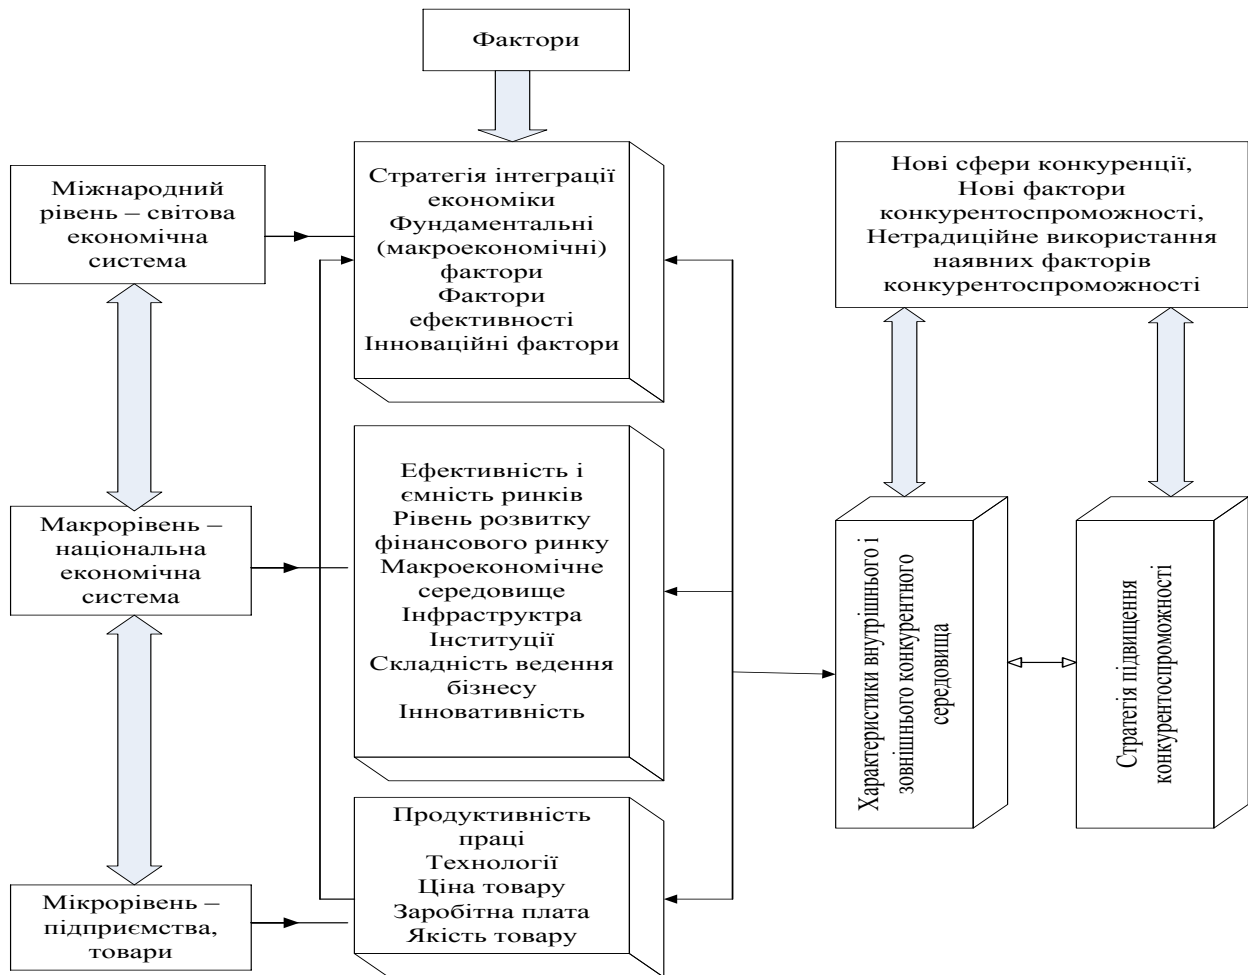 Фактори
Міжнародний
рівень – світова
економічна
система
Стратегія інтеграції
економіки
Фундаментальні
(макроекономічні)
фактори
Фактори
ефективності
Інноваційні фактори
Нові сфери конкуренції,
Нові фактори
конкурентоспроможності,
Нетрадиційне використання
наявних факторів
конкурентоспроможності
Макрорівень –
національна
економічна
система
Ефективність і
ємність ринків
Рівень розвитку
фінансового ринку
Макроекономічне
середовище
Інфраструктра
Інституції
Складність ведення
бізнесу
Інновативність
Характеристики внутрішнього і
зовнішнього конкурентного
середовища
Стратегія підвищення
конкурентоспроможності
Мікрорівень –
підприємства,
товари
Продуктивність
праці
Технології
Ціна товару
Заробітна плата
Якість товару